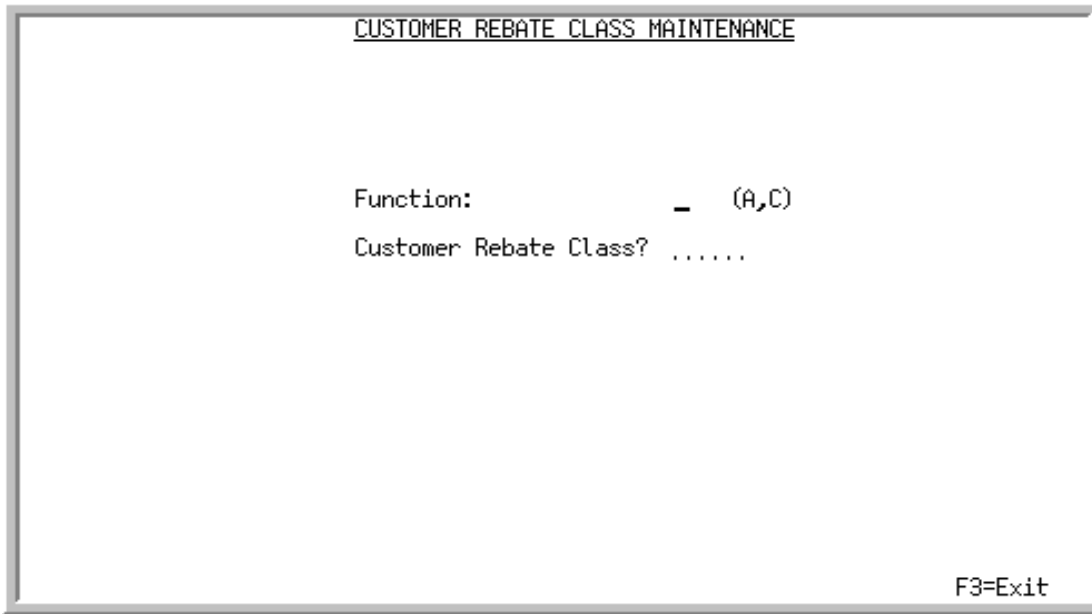 CUSTOMER REBATE CLASS MAINTENANCE
Function: _ (A,C)
Customer Rebate Class? ......
F3=Exit